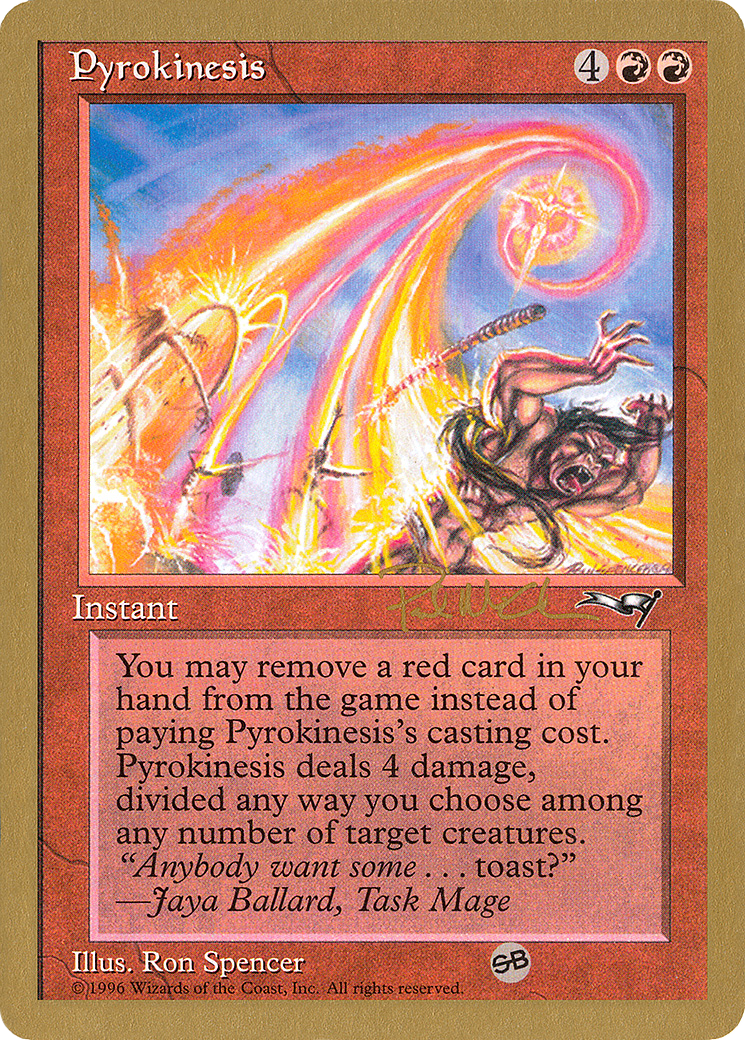 Pyrokinesis 4
Instant
You may remove a red card in your
hand from the game instead of
paying Pyrokinesis's casting cost.
Pyrokinesis deals 4 damage,
divided any way you choose among
any number of target creatures.
“Anybody want some . . . toast?”
—Jaya Ballard, Task Mage
Illus. Ron Spencer SB
©1996 Wizards of the Coast, Inc. All rights reserved.